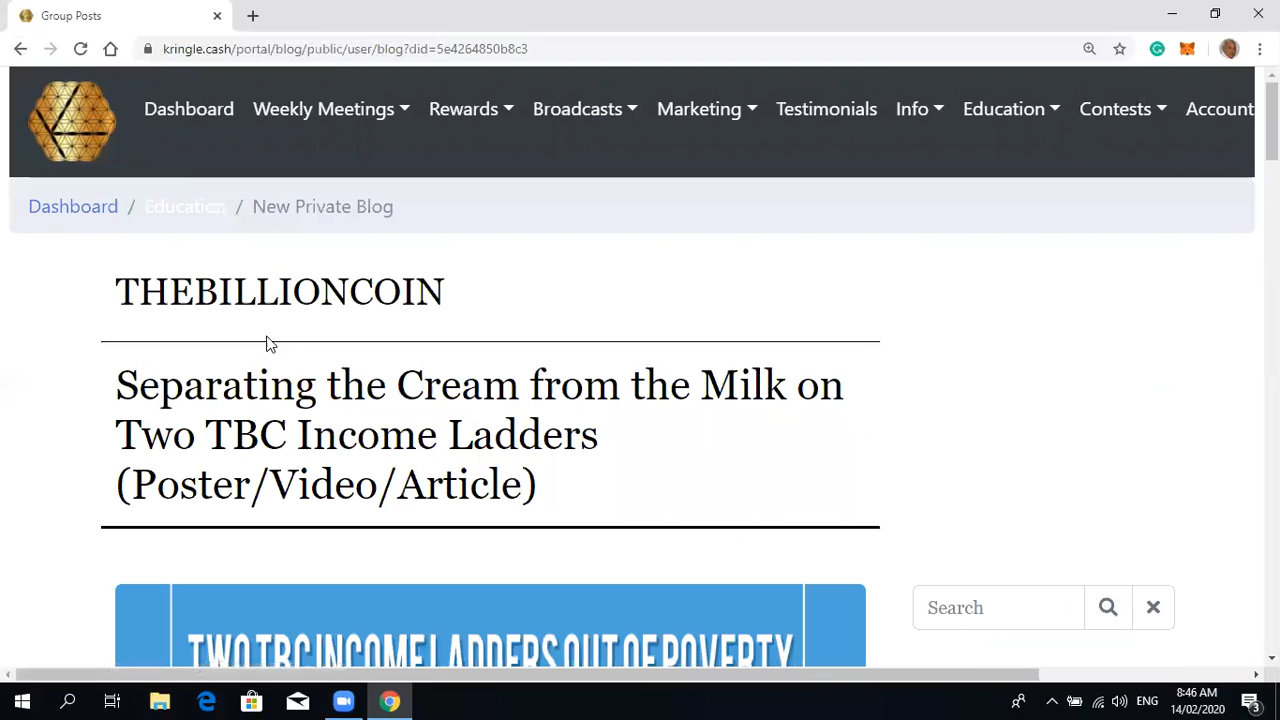 Group Posts
kringle.cash/portal/blog/public/user/blog?did=5e4264850b8c3
Dashboard Weekly Meetings Rewards Broadcasts Marketing Testimonials Info Education Contests Account
Dashboard / Education / New Private Blog
THEBILLIONCOIN
Separating the Cream from the Milk on
Two TBC Income Ladders
(Poster/Video/Article)
Search
TWO TBC INCOME LADDERS OUT OF POVERTY
ENG
8:46 AM
14/02/2020
3